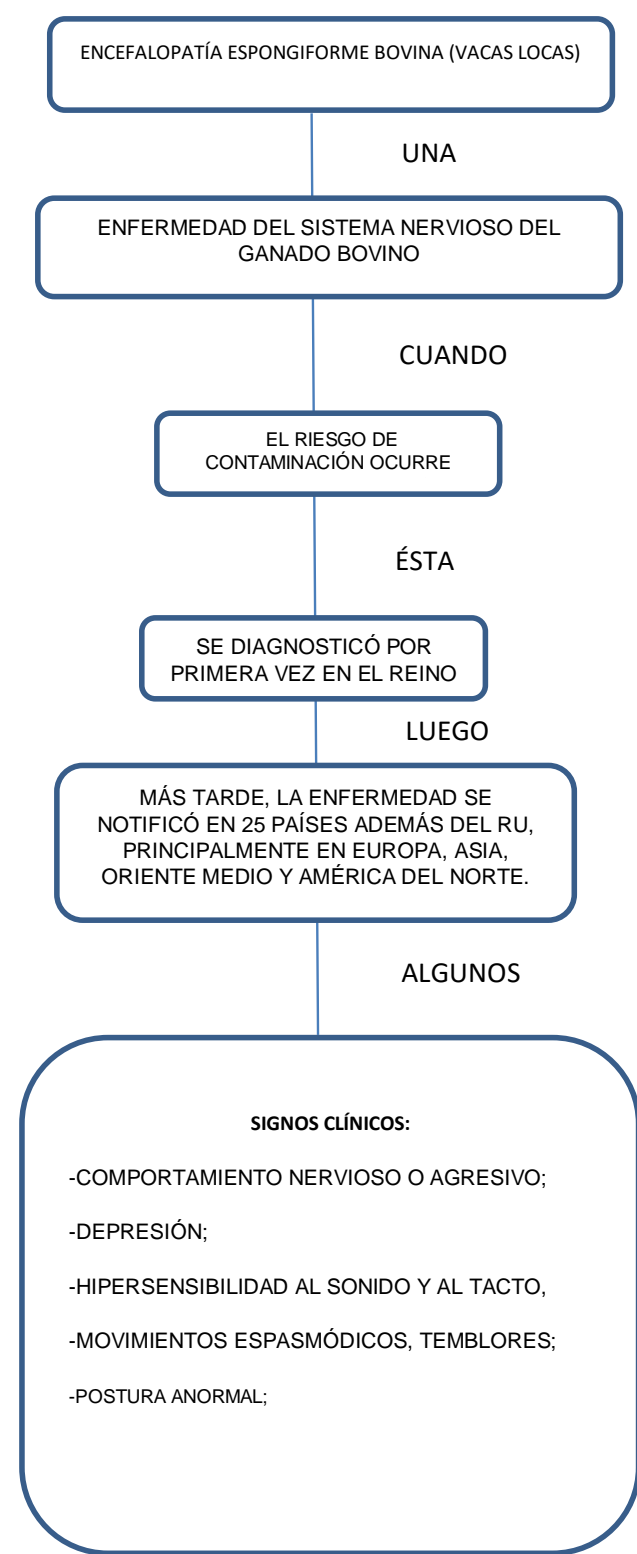 ENCEFALOPATÍA ESPONGIFORME BOVINA (VACAS LOCAS)
UNA
ENFERMEDAD DEL SISTEMA NERVIOSO DEL
GANADO BOVINO
CUANDO
EL RIESGO DE
CONTAMINACIÓN OCURRE
ÉSTA
SE DIAGNOSTICÓ POR
PRIMERA VEZ EN EL REINO
LUEGO
MÁS TARDE, LA ENFERMEDAD SE
NOTIFICÓ EN 25 PAÍSES ADEMÁS DEL RU,
PRINCIPALMENTE EN EUROPA, ASIA,
ORIENTE MEDIO Y AMÉRICA DEL NORTE.
ALGUNOS
SIGNOS CLÍNICOS:
-COMPORTAMIENTO NERVIOSO O AGRESIVO;
-DEPRESIÓN;
-HIPERSENSIBILIDAD AL SONIDO Y AL TACTO,
-MOVIMIENTOS ESPASMÓDICOS, TEMBLORES;
-POSTURA ANORMAL;